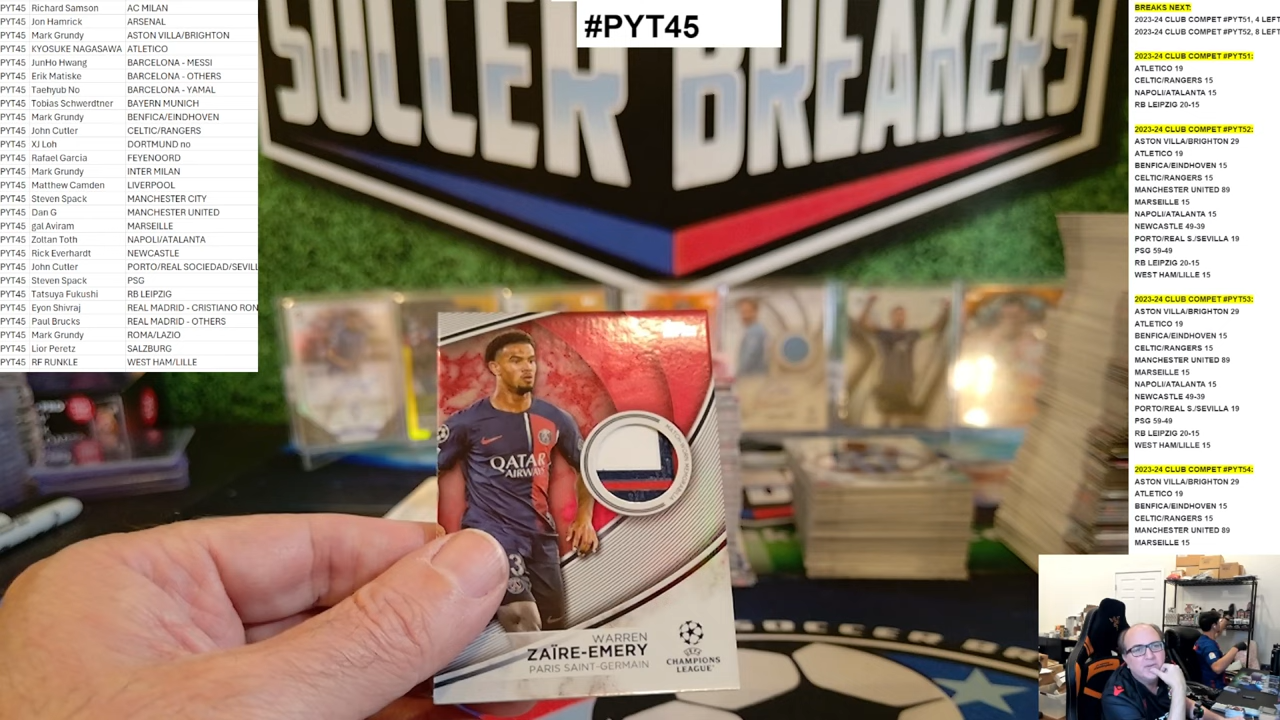 PYT45 Richard Samson AC MILAN
PYT45 Jon Hamrick ARSENAL
PYT45 Mark Grundy ASTON VILLA/BRIGHTON
PYT45 KYOSUKE NAGASAWA ATLETICO
PYT45 JunHo Hwang BARCELONA - MESSI
PYT45 Erik Matiske BARCELONA - OTHERS
PYT45 Taehyub No BARCELONA - YAMAL
PYT45 Tobias Schwerdtner BAYERN MUNICH
PYT45 Mark Grundy BENFICA/EINDHOVEN
PYT45 John Cutler CELTIC/RANGERS
PYT45 XJ Loh DORTMUND no
PYT45 Rafael Garcia FEYENOORD
PYT45 Mark Grundy INTER MILAN
PYT45 Matthew Camden LIVERPOOL
PYT45 Steven Spack MANCHESTER CITY
PYT45 Dan G MANCHESTER UNITED
PYT45 gal Aviram MARSEILLE
PYT45 Zoltan Toth NAPOLI/ATALANTA
PYT45 Rick Everhardt NEWCASTLE
PYT45 John Cutler PORTO/REAL SOCIEDAD/SEVILL
PYT45 Steven Spack PSG
PYT45 Tatsuya Fukushi RB LEIPZIG
PYT45 Eyon Shivraj REAL MADRID - CRISTIANO RON
PYT45 Paul Brucks REAL MADRID - OTHERS
PYT45 Mark Grundy ROMA/LAZIO
PYT45 Lior Peretz SALZBURG
PYT45 RF RUNKLE WEST HAM/LILLE
#PYT45
SOCCER BREAKERS
QATAR
AIRWAYS
WARREN
ZAÏRE-EMERY
PARIS SAINT-GERMAIN
UEFA
CHAMPIONS
LEAGUE
BREAKS NEXT:
2023-24 CLUB COMPET #PYT51, 4 LEFT
2023-24 CLUB COMPET #PYT52, 8 LEFT
2023-24 CLUB COMPET #PYT51:
ATLETICO 19
CELTIC/RANGERS 15
NAPOLI/ATALANTA 15
RB LEIPZIG 20-15
2023-24 CLUB COMPET #PYT52:
ASTON VILLA/BRIGHTON 29
ATLETICO 19
BENFICA/EINDHOVEN 15
CELTIC/RANGERS 15
MANCHESTER UNITED 89
MARSEILLE 15
NAPOLI/ATALANTA 15
NEWCASTLE 49-39
PORTO/REAL S./SEVILLA 19
PSG 59-49
RB LEIPZIG 20-15
WEST HAM/LILLE 15
2023-24 CLUB COMPET #PYT53:
ASTON VILLA/BRIGHTON 29
ATLETICO 19
BENFICA/EINDHOVEN 15
CELTIC/RANGERS 15
MANCHESTER UNITED 89
MARSEILLE 15
NAPOLI/ATALANTA 15
NEWCASTLE 49-39
PORTO/REAL S./SEVILLA 19
PSG 59-49
RB LEIPZIG 20-15
WEST HAM/LILLE 15
2023-24 CLUB COMPET #PYT54:
ASTON VILLA/BRIGHTON 29
ATLETICO 19
BENFICA/EINDHOVEN 15
CELTIC/RANGERS 15
MANCHESTER UNITED 89
MARSEILLE 15